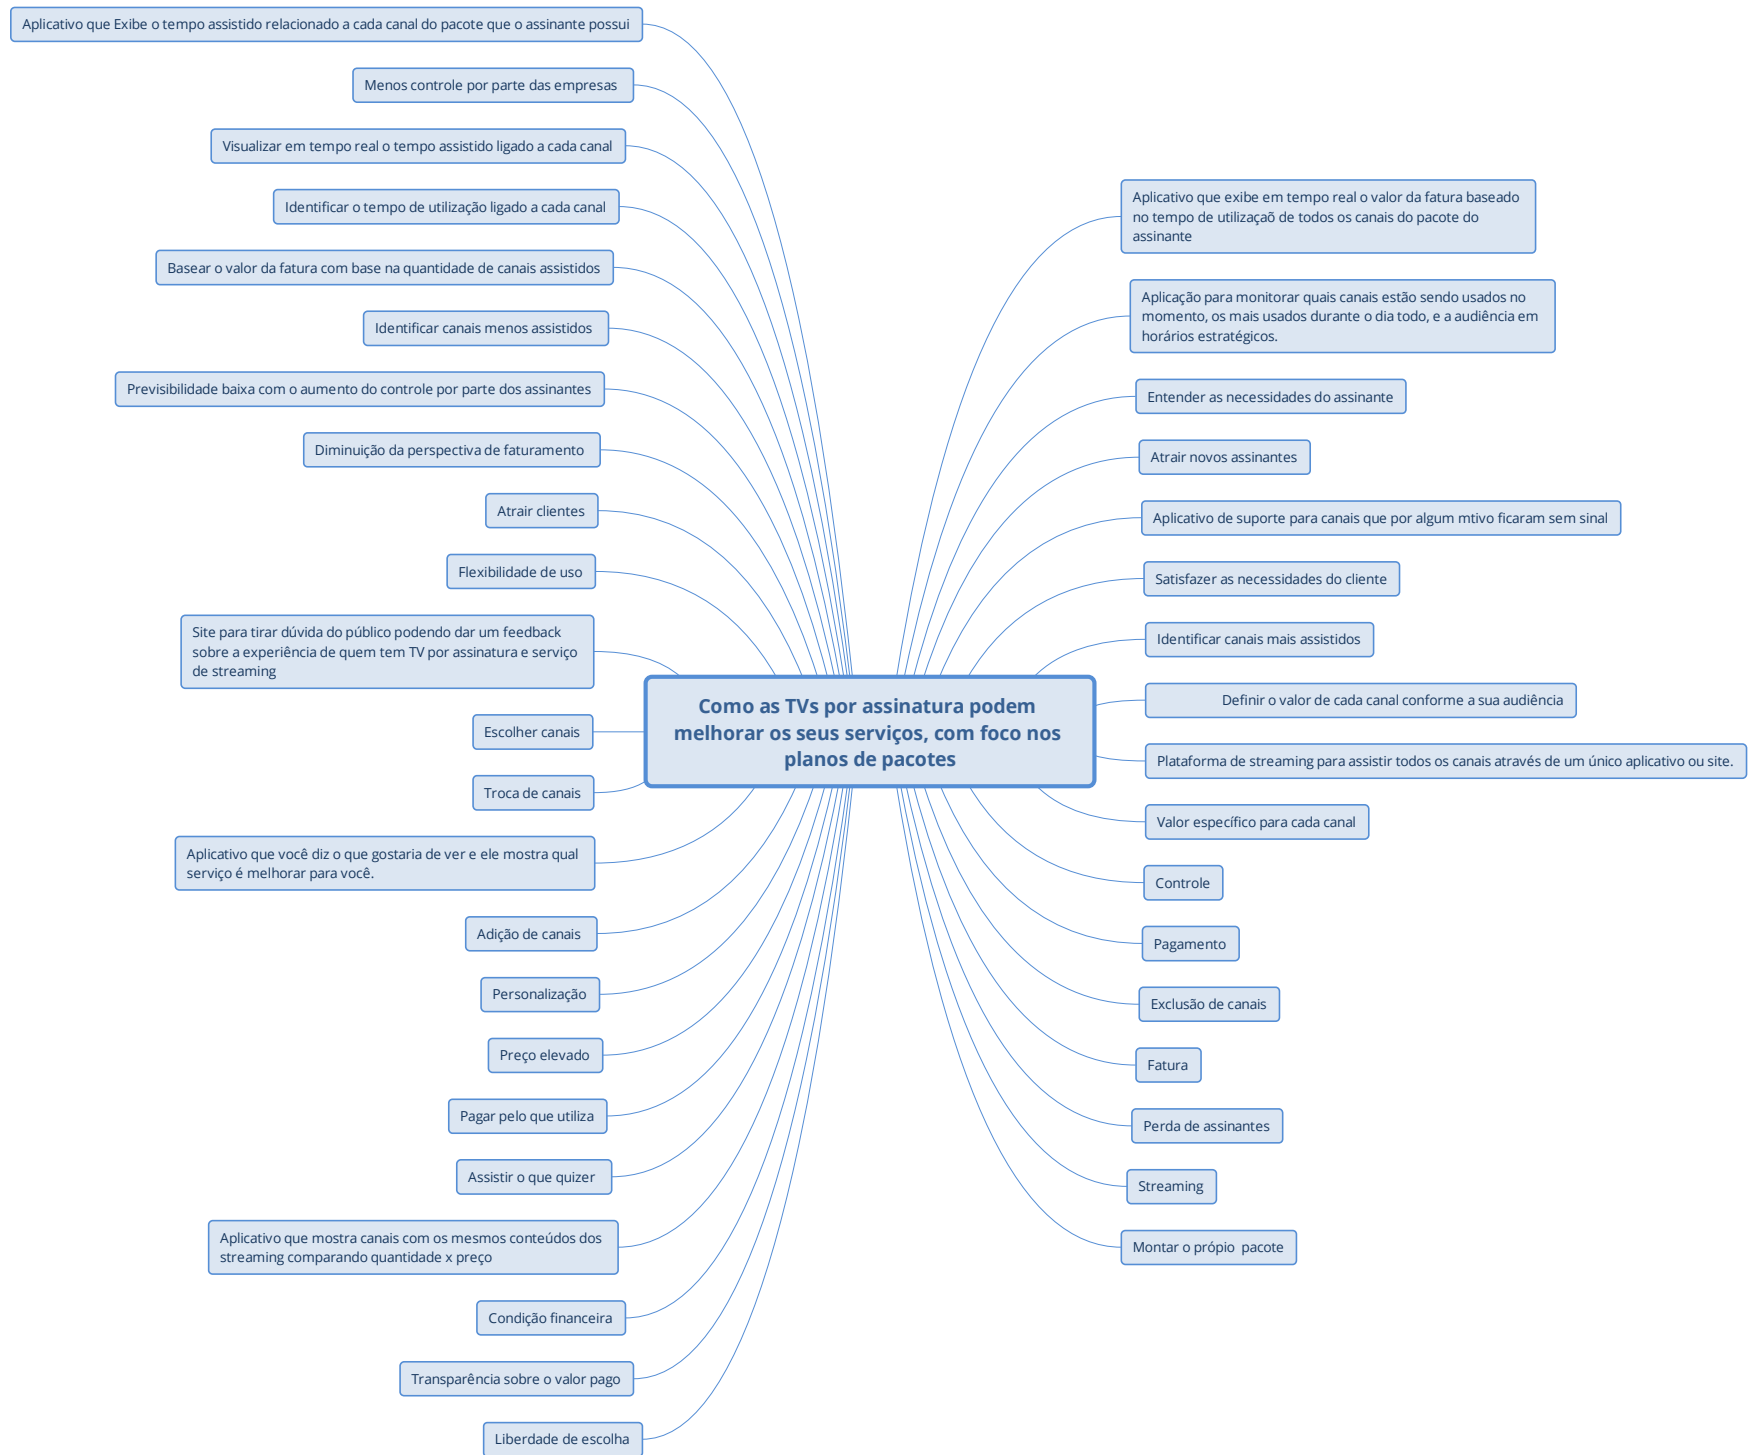 Aplicativo que Exibe o tempo assistido relacionado a cada canal do pacote que o assinante possui
Menos controle por parte das empresas
Visualizar em tempo real o tempo assistido ligado a cada canal
Identificar o tempo de utilização ligado a cada canal
Basear o valor da fatura com base na quantidade de canais assistidos
Identificar canais menos assistidos
Previsibilidade baixa com o aumento do controle por parte dos assinantes
Diminuição da perspectiva de faturamento
Atrair clientes
Flexibilidade de uso
Site para tirar dúvida do público podendo dar um feedback
sobre a experiência de quem tem TV por assinatura e serviço
de streaming
Escolher canais
Troca de canais
Aplicativo que você diz o que gostaria de ver e ele mostra qual
serviço é melhorar para você.
Adição de canais
Personalização
Preço elevado
Pagar pelo que utiliza
Assistir o que quizer
Aplicativo que mostra canais com os mesmos conteúdos dos
streaming comparando quantidade x preço
Condição financeira
Transparência sobre o valor pago
Liberdade de escolha
Como as TVs por assinatura podem
melhorar os seus serviços, com foco nos
planos de pacotes
Aplicativo que exibe em tempo real o valor da fatura baseado
no tempo de utilizaçaõ de todos os canais do pacote do
assinante
Aplicação para monitorar quais canais estão sendo usados no
momento, os mais usados durante o dia todo, e a audiência em
horários estratégicos.
Entender as necessidades do assinante
Atrair novos assinantes
Aplicativo de suporte para canais que por algum mtivo ficaram sem sinal
Satisfazer as necessidades do cliente
Identificar canais mais assistidos
Definir o valor de cada canal conforme a sua audiência
Plataforma de streaming para assistir todos os canais através de um único aplicativo ou site.
Valor específico para cada canal
Controle
Pagamento
Exclusão de canais
Fatura
Perda de assinantes
Streaming
Montar o própio  pacote